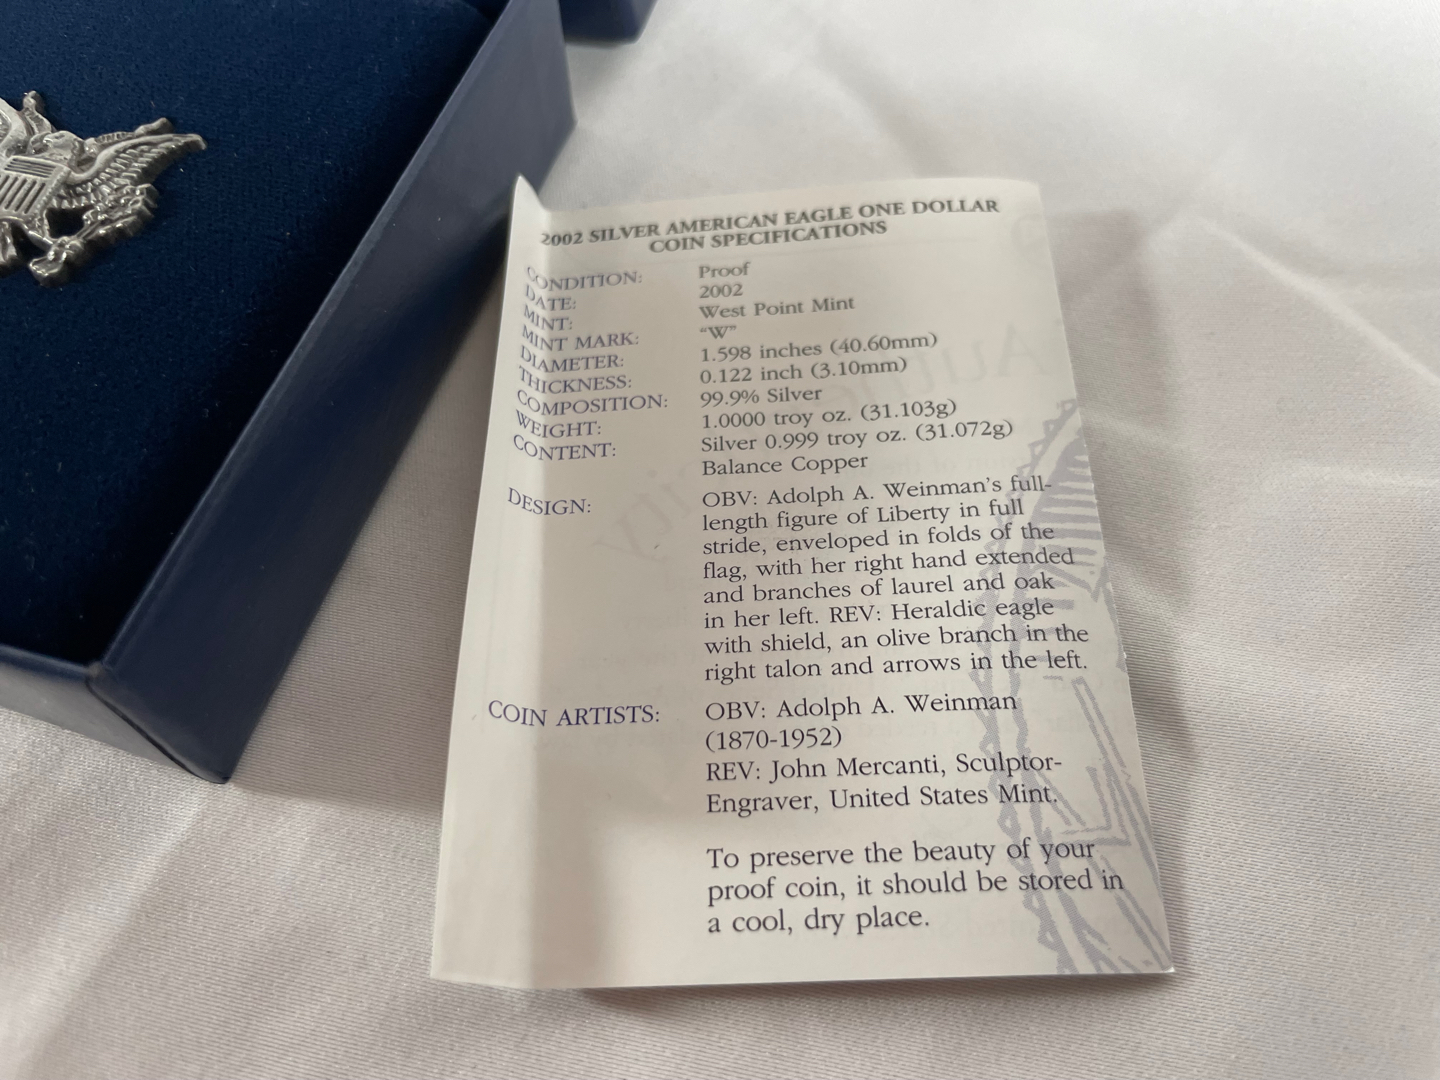 2002 SILVER AMERICAN EAGLE ONE DOLLAR
COIN SPECIFICATIONS
CONDITION: Proof
DATE: 2002
MINT: West Point Mint
MINT MARK: "W"
DIAMETER: 1.598 inches (40.60mm)
THICKNESS: 0.122 inch (3.10mm)
COMPOSITION: 99.9% Silver
WEIGHT: 1.0000 troy oz. (31.103g)
CONTENT: Silver 0.999 troy oz. (31.072g)
Balance Copper
DESIGN: OBV: Adolph A. Weinman's full-
length figure of Liberty in full
stride, enveloped in folds of the
flag, with her right hand extended
and branches of laurel and oak
in her left. REV: Heraldic eagle
with shield, an olive branch in the
right talon and arrows in the left.
COIN ARTISTS: OBV: Adolph A. Weinman
(1870-1952)
REV: John Mercanti, Sculptor-
Engraver, United States Mint.
To preserve the beauty of your
proof coin, it should be stored in
a cool, dry place.